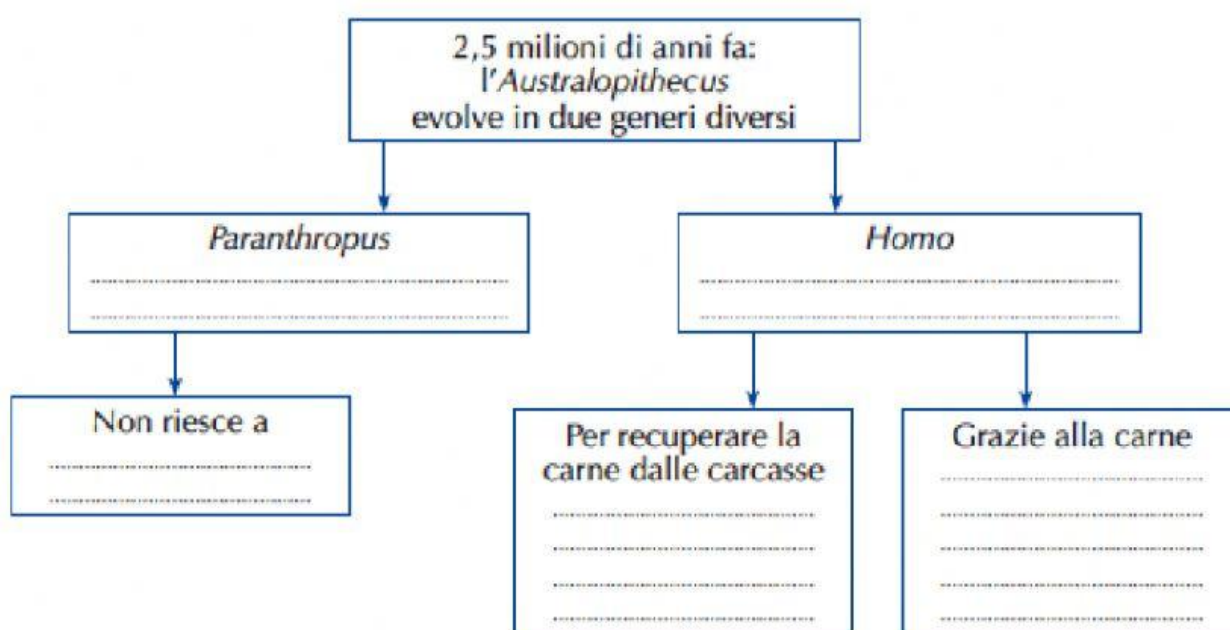 2,5 milioni di anni fa:
l'Australopithecus
evolve in due generi diversi
Paranthropus
Homo
Non riesce a
Per recuperare la
carne dalle carcasse
Grazie alla carne